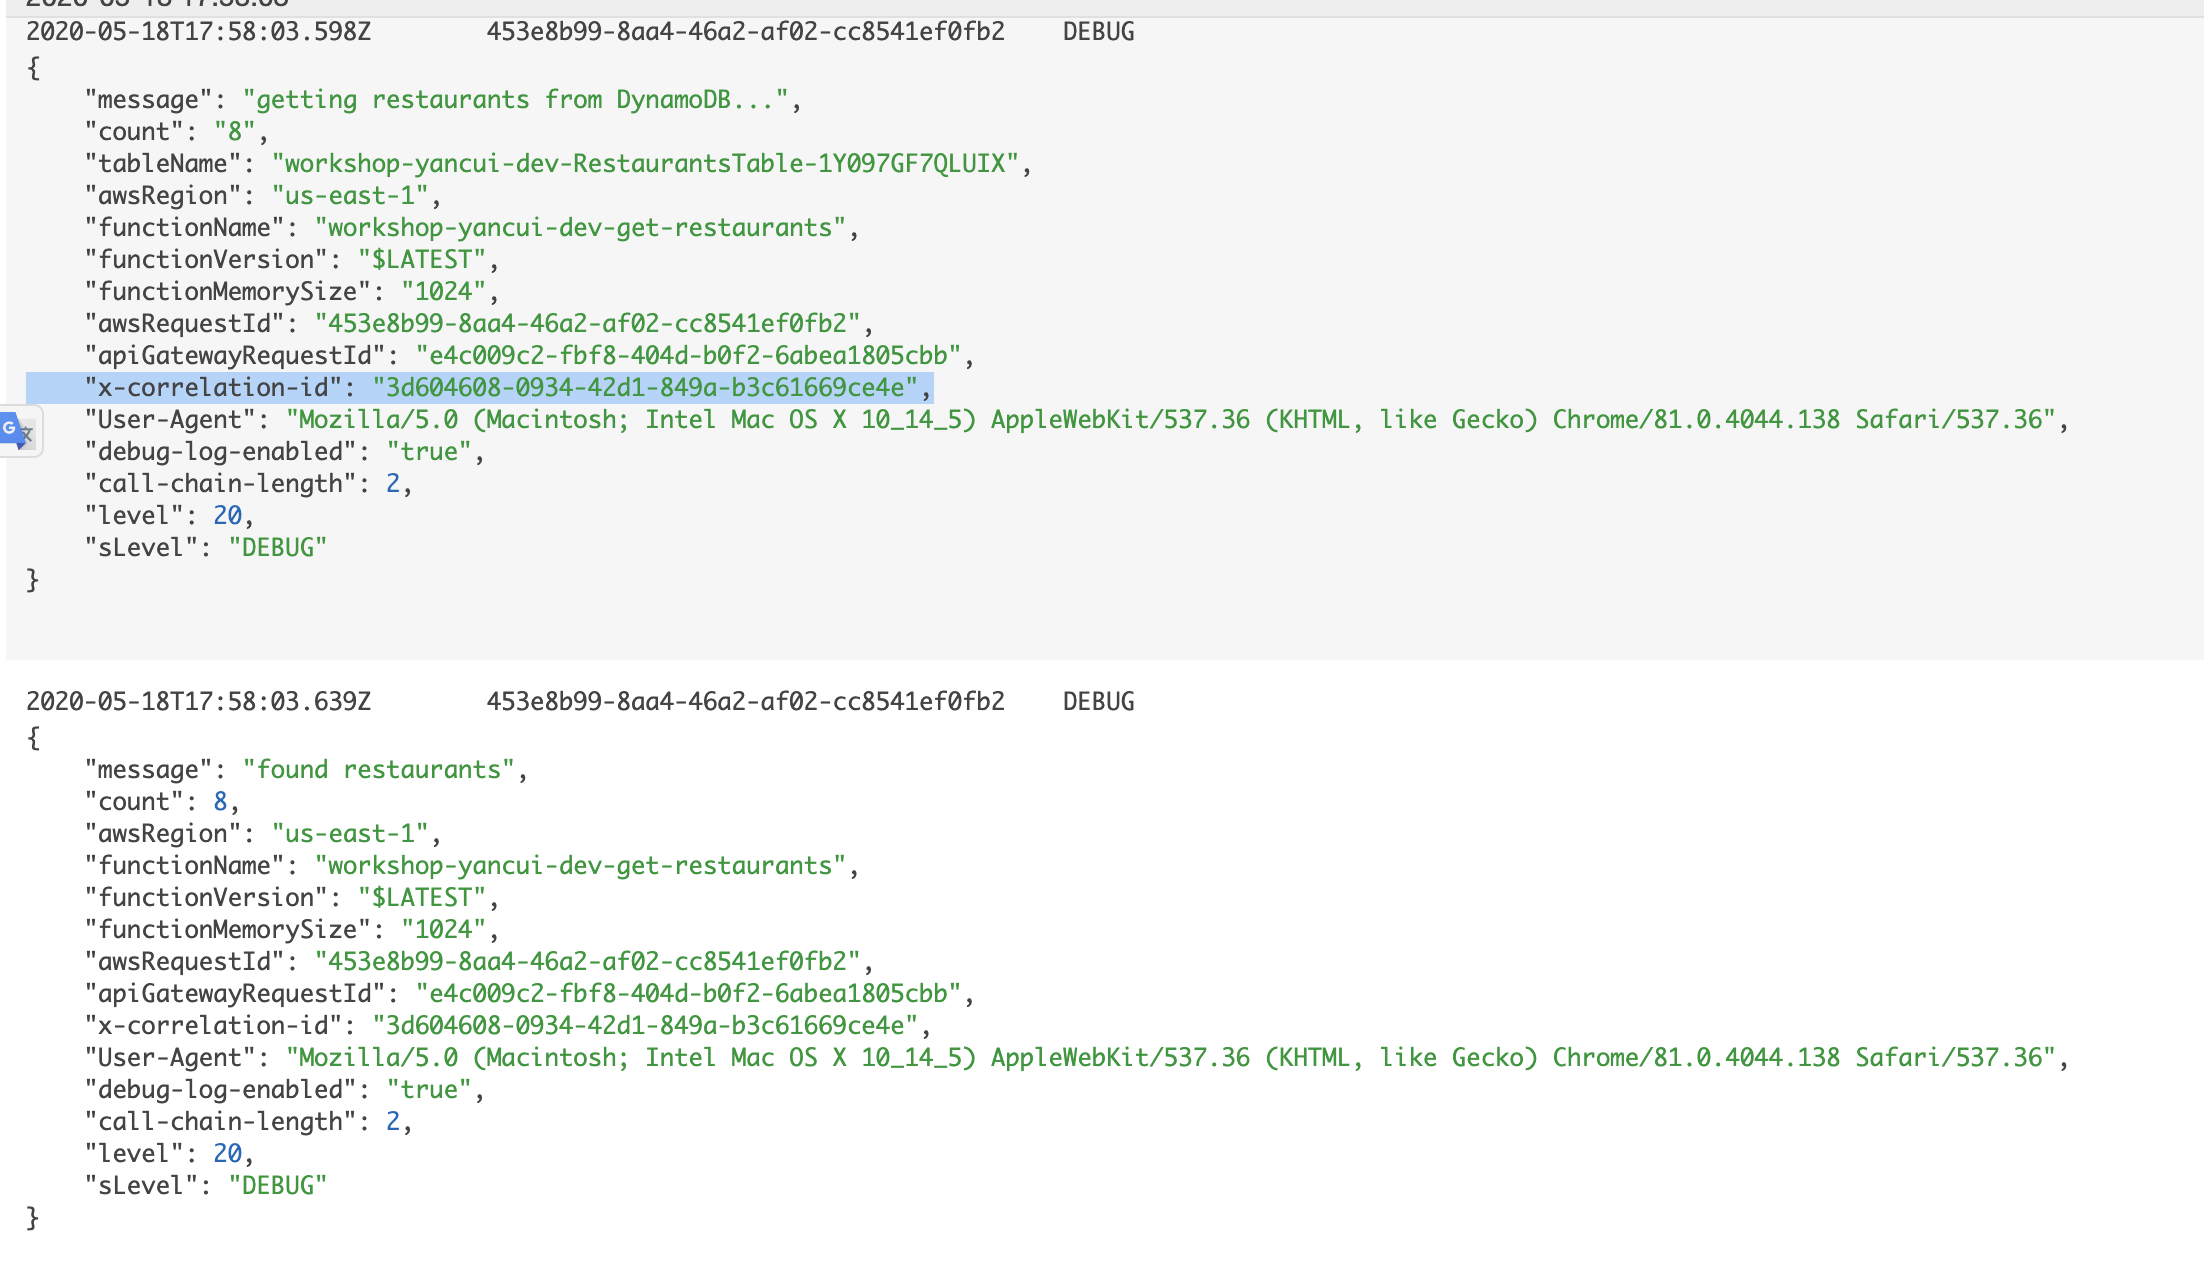 2020-05-18T17:58:03.598Z 453e8b99-8aa4-46a2-af02-cc8541ef0fb2 DEBUG
{
"message": "getting restaurants from DynamoDB...",
"count": "8",
"tableName": "workshop-yancui-dev-RestaurantsTable-1Y097GF7QLUIX",
"awsRegion": "us-east-1",
"functionName": "workshop-yancui-dev-get-restaurants",
"functionVersion": "$LATEST",
"functionMemorySize": "1024",
"awsRequestId": "453e8b99-8aa4-46a2-af02-cc8541ef0fb2",
"apiGatewayRequestId": "e4c009c2-fbf8-404d-b0f2-6abea1805cbb",
"x-correlation-id": "3d604608-0934-42d1-849a-b3c61669ce4e",
"User-Agent": "Mozilla/5.0 (Macintosh; Intel Mac OS X 10_14_5) AppleWebKit/537.36 (KHTML, like Gecko) Chrome/81.0.4044.138 Safari/537.36",
"debug-log-enabled": "true",
"call-chain-length": 2,
"level": 20,
"sLevel": "DEBUG"
}
2020-05-18T17:58:03.639Z 453e8b99-8aa4-46a2-af02-cc8541ef0fb2 DEBUG
{
"message": "found restaurants",
"count": 8,
"awsRegion": "us-east-1",
"functionName": "workshop-yancui-dev-get-restaurants",
"functionVersion": "$LATEST",
"functionMemorySize": "1024",
"awsRequestId": "453e8b99-8aa4-46a2-af02-cc8541ef0fb2",
"apiGatewayRequestId": "e4c009c2-fbf8-404d-b0f2-6abea1805cbb",
"x-correlation-id": "3d604608-0934-42d1-849a-b3c61669ce4e",
"User-Agent": "Mozilla/5.0 (Macintosh; Intel Mac OS X 10_14_5) AppleWebKit/537.36 (KHTML, like Gecko) Chrome/81.0.4044.138 Safari/537.36",
"debug-log-enabled": "true",
"call-chain-length": 2,
"level": 20,
"sLevel": "DEBUG"
}